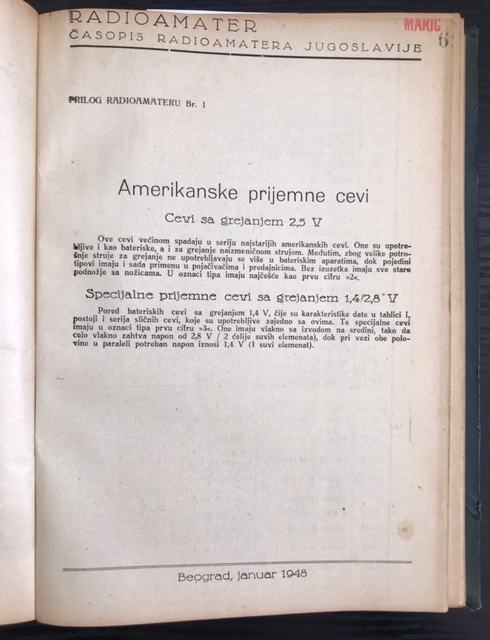 RADIOAMATER
ČASOPIS RADIOAMATERA JUGOSLAVIJE
MARIĆ
6
PRILOG RADIOAMATERU Br. 1
Amerikanske prijemne cevi
Cevi sa grejanjem 2,5 V
Ove cevi većinom spadaju u seriju najstarijih amerikanskih cevi. One su upotre-
bljive i kao bateriske, a i za grejanje naizmeničnom strujom. Međutim, zbog velike potro-
šnje struje za grejanje ne upotrebljavaju se više u bateriskim aparatima, dok pojedini
tipovi imaju i sada primenu u pojačivačima i predajnicima. Bez izuzetka imaju sve staro
podnožje sa nožicama. U oznaci tipa imaju najčešće kao prvu cifru »2«.
Specijalne prijemne cevi sa grejanjem 1,4/2,8 V
Pored bateriskih cevi sa grejanjem 1,4 V, čije su karakteristike date u tablici I,
postoji i serija sličnih cevi, koje su upotrebljive zajedno sa ovima. Te specijalne cevi
imaju u oznaci tipa prvu cifru »3«. One imaju vlakno sa izvodom na sredini, tako da
celo vlakno zahtva napon od 2,8 V / 2 ćelije suvih elemenata), dok pri vezi obe polo-
vine u paraleli potreban napon iznosi 1,4 V (1 suvi elemenat).
Beograd, januar 1948